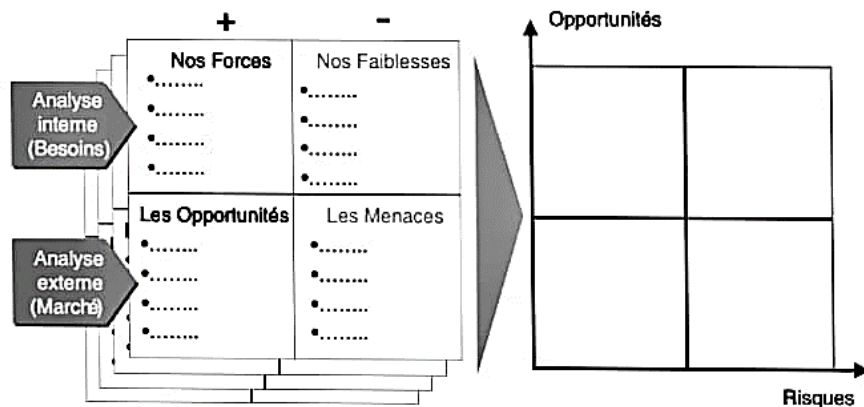 +
-
Nos Forces
Nos Faiblesses
Analyse
interne
(Besoins)
•........
•........
•........
•........
•........
•........
•........
•........
Les Opportunités
Les Menaces
Analyse
externe
(Marché)
•........
•........
•........
•........
•........
•........
•........
•........
Opportunités
Risques